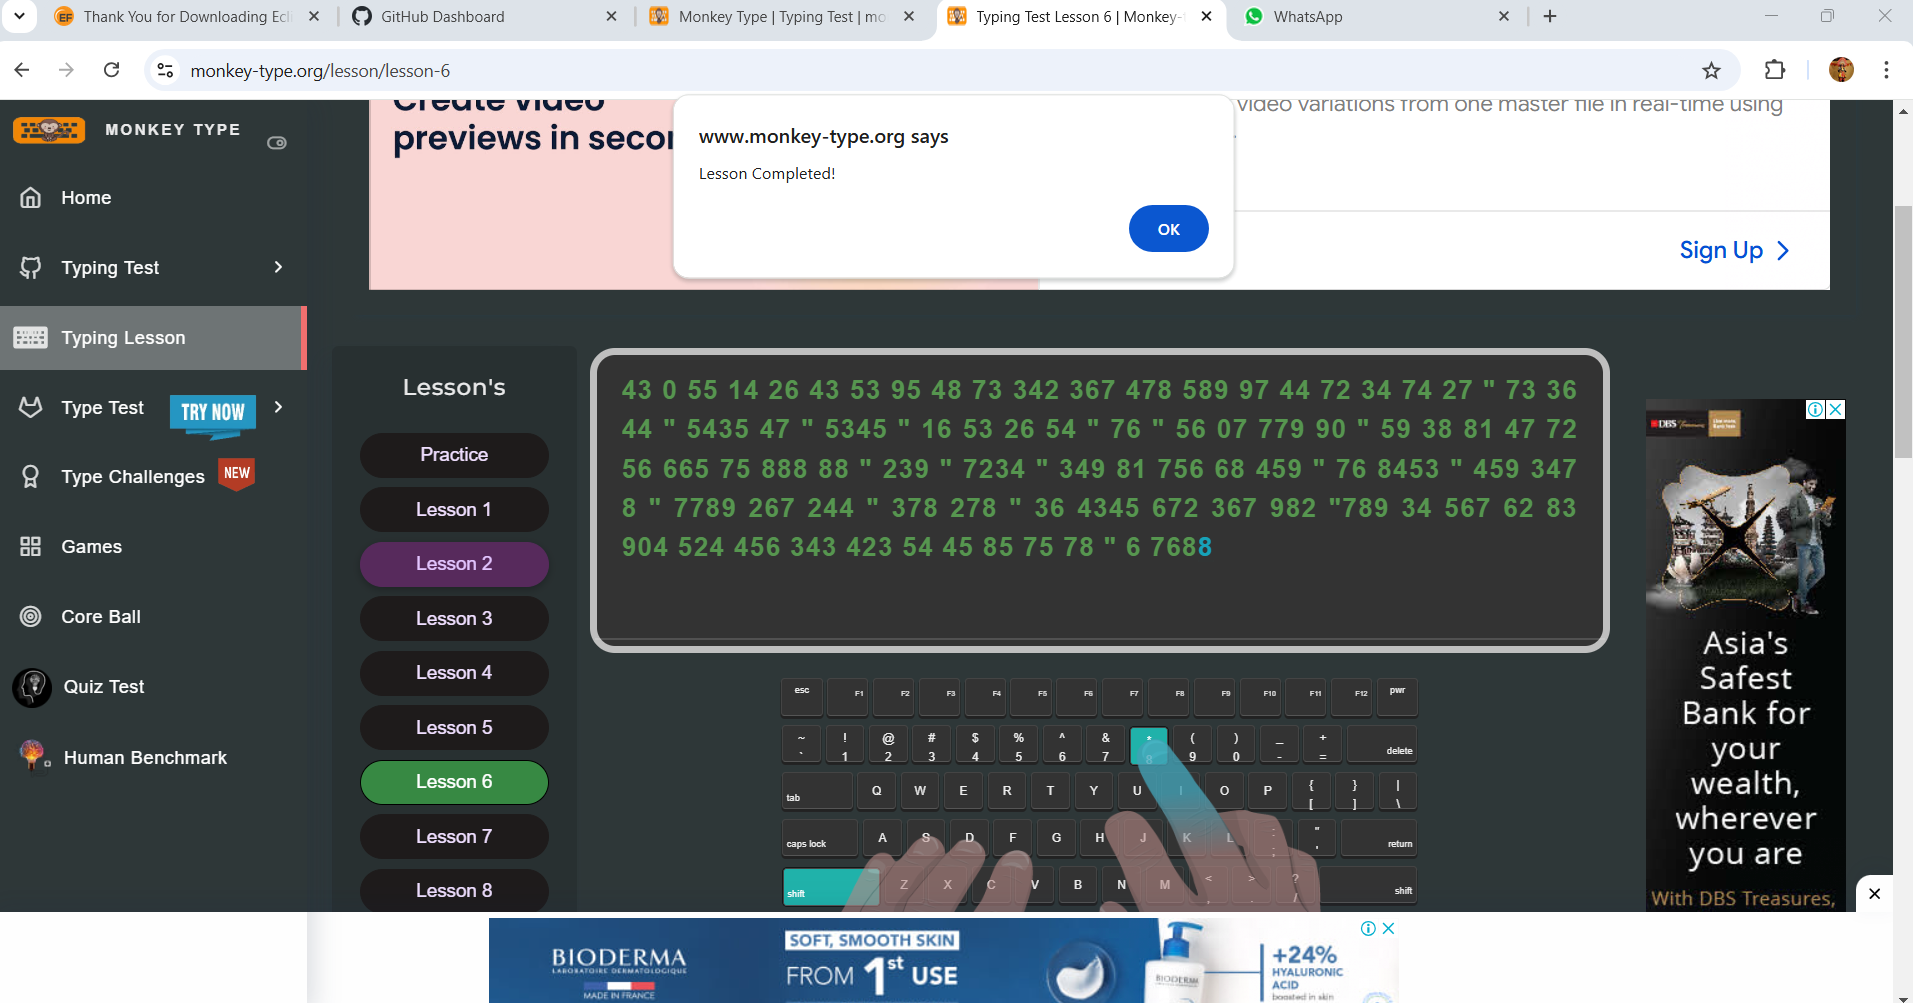 Thank You for Downloading Ecli
GitHub Dashboard
Monkey Type | Typing Test | mo
Typing Test Lesson 6 | Monkey-t
WhatsApp
monkey-type.org/lesson/lesson-6
MONKEY TYPE
Home
Typing Test
Typing Lesson
Type Test
TRY NOW
Type Challenges
NEW
Games
Core Ball
Quiz Test
Human Benchmark
Create video
previews in secon
video variations from one master file in real-time using
Sign Up
www.monkey-type.org says
Lesson Completed!
OK
Lesson's
Practice
Lesson 1
Lesson 2
Lesson 3
Lesson 4
Lesson 5
Lesson 6
Lesson 7
Lesson 8
43 0 55 14 26 43 53 95 48 73 342 367 478 589 97 44 72 34 74 27 " 73 36
44 " 5435 47 " 5345 " 16 53 26 54 " 76 " 56 07 779 90 " 59 38 81 47 72
56 665 75 888 88 " 239 " 7234 " 349 81 756 68 459 " 76 8453 " 459 347
8 " 7789 267 244 " 378 278 " 36 4345 672 367 982 "789 34 567 62 83
904 524 456 343 423 54 45 85 75 78 " 6 7688
esc F1 F2 F3 F4 F5 F6 F7 F8 F9 F10 F11 F12 pwr
~ ! @ # $ % ^ & * ( ) _ +
` 1 2 3 4 5 6 7 8 9 0 - = delete
tab Q W E R T Y U I O P { } |
[ ] \
caps lock A S D F G H J K L : "
; ' return
shift Z X C V B N M < > ?
, . / shift
DBS Treasures
Asia's
Safest
Bank for
your
wealth,
wherever
you are
With DBS Treasures,
BIODERMA
LABORATOIRE DERMATOLOGIQUE
MADE IN FRANCE
SOFT, SMOOTH SKIN
FROM 1st USE
BIODERMA
+24%
HYALURONIC
ACID
boosted in skin